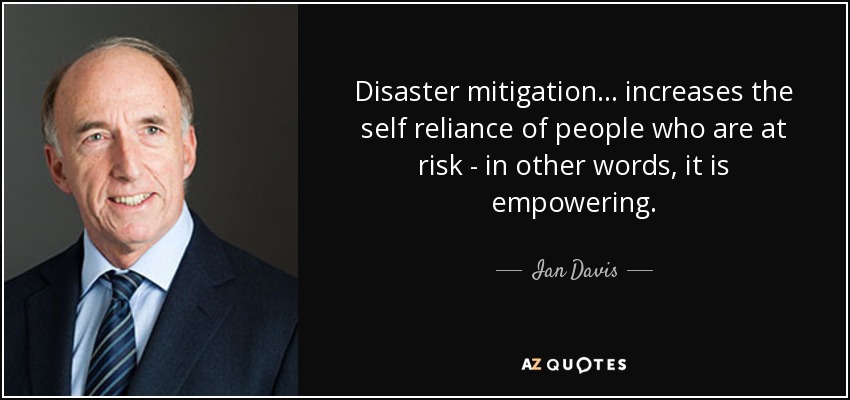 Disaster mitigation... increases the
self reliance of people who are at
risk - in other words, it is
empowering.
Ian Davis
AZ QUOTES